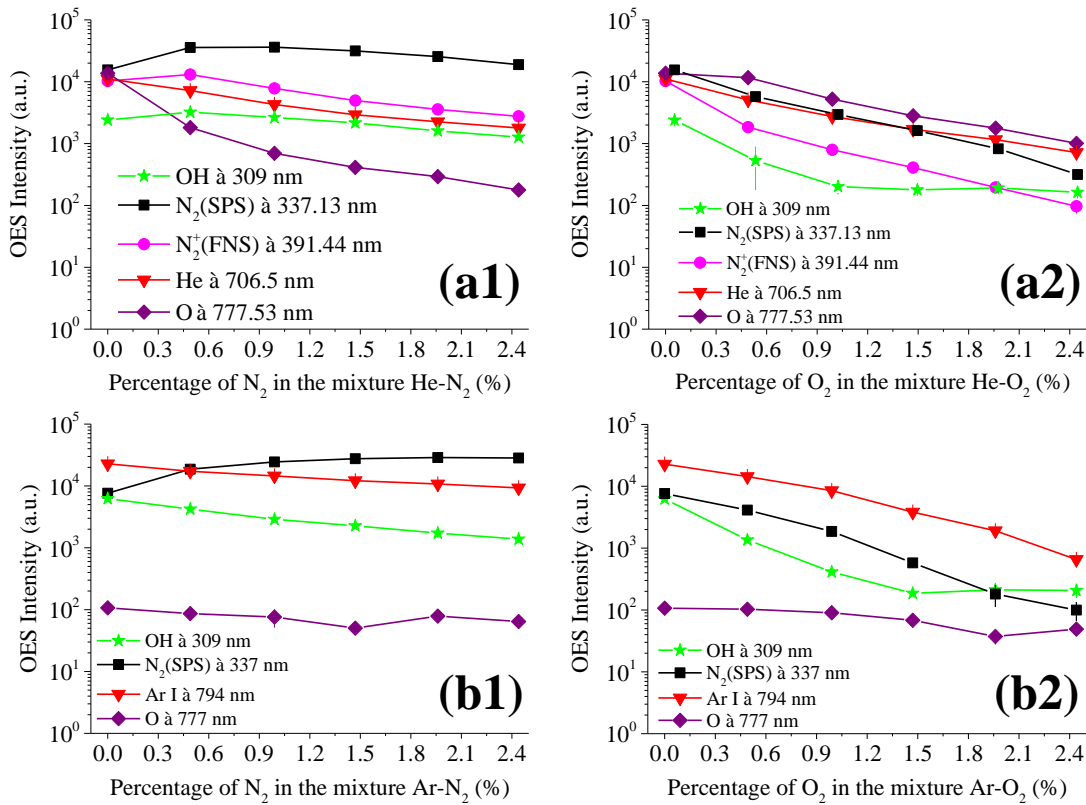 (a1)
OES Intensity (a.u.)
10⁵
10⁴
10³
10²
10¹
10⁰
OH à 309 nm
N₂(SPS) à 337.13 nm
N₂⁺(FNS) à 391.44 nm
He à 706.5 nm
O à 777.53 nm
0.0 0.3 0.6 0.9 1.2 1.5 1.8 2.1 2.4
Percentage of N₂ in the mixture He-N₂ (%)
(a2)
OES Intensity (a.u.)
10⁵
10⁴
10³
10²
10¹
10⁰
OH à 309 nm
N₂(SPS) à 337.13 nm
N₂⁺(FNS) à 391.44 nm
He à 706.5 nm
O à 777.53 nm
0.0 0.3 0.6 0.9 1.2 1.5 1.8 2.1 2.4
Percentage of O₂ in the mixture He-O₂ (%)
(b1)
OES Intensity (a.u.)
10⁵
10⁴
10³
10²
10¹
10⁰
OH à 309 nm
N₂(SPS) à 337 nm
Ar I à 794 nm
O à 777 nm
0.0 0.3 0.6 0.9 1.2 1.5 1.8 2.1 2.4
Percentage of N₂ in the mixture Ar-N₂ (%)
(b2)
OES Intensity (a.u.)
10⁵
10⁴
10³
10²
10¹
10⁰
OH à 309 nm
N₂(SPS) à 337 nm
Ar I à 794 nm
O à 777 nm
0.0 0.3 0.6 0.9 1.2 1.5 1.8 2.1 2.4
Percentage of O₂ in the mixture Ar-O₂ (%)